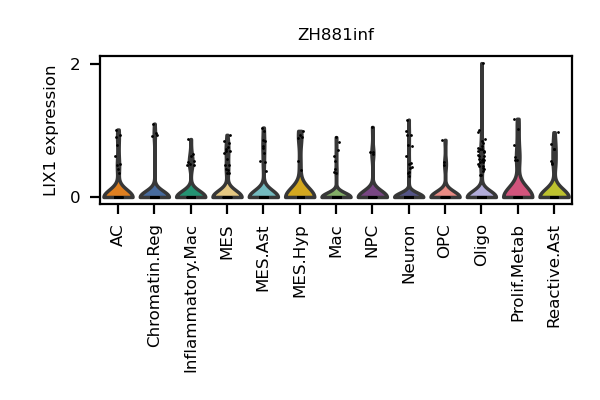 ZH881inf
LIX1 expression
2
0
AC
Chromatin.Reg
Inflammatory.Mac
MES
MES.Ast
MES.Hyp
Mac
NPC
Neuron
OPC
Oligo
Prolif.Metab
Reactive.Ast